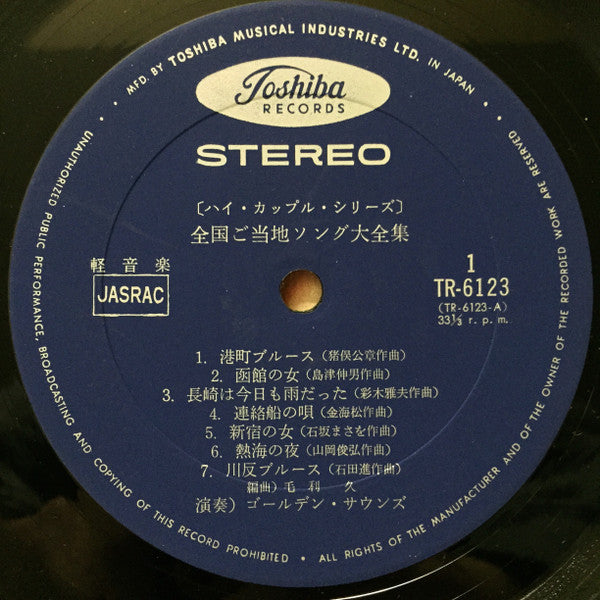 MFD. BY TOSHIBA MUSICAL INDUSTRIES LTD. IN JAPAN
Toshiba
RECORDS
STEREO
〔ハイ・カップル・シリーズ〕
全国ご当地ソング大全集
軽音楽
JASRAC
1
TR-6123
(TR-6123-A)
33⅓ r. p. m.
1. 港町ブルース (猪俣公章作曲)
2. 函館の女 (島津伸男作曲)
3. 長崎は今日も雨だった (彩木雅夫作曲)
4. 連絡船の唄 (金海松作曲)
5. 新宿の女 (石坂まさを作曲)
6. 熱海の夜 (山岡俊弘作曲)
7. 川反ブルース (石田進作曲)
編曲) 毛利 久
演奏) ゴールデン・サウンズ
UNAUTHORIZED PUBLIC PERFORMANCE, BROADCASTING AND COPYING OF THIS RECORD PROHIBITED • ALL RIGHTS OF THE MANUFACTURER AND OF THE OWNER OF THE RECORDED WORK ARE RESERVED